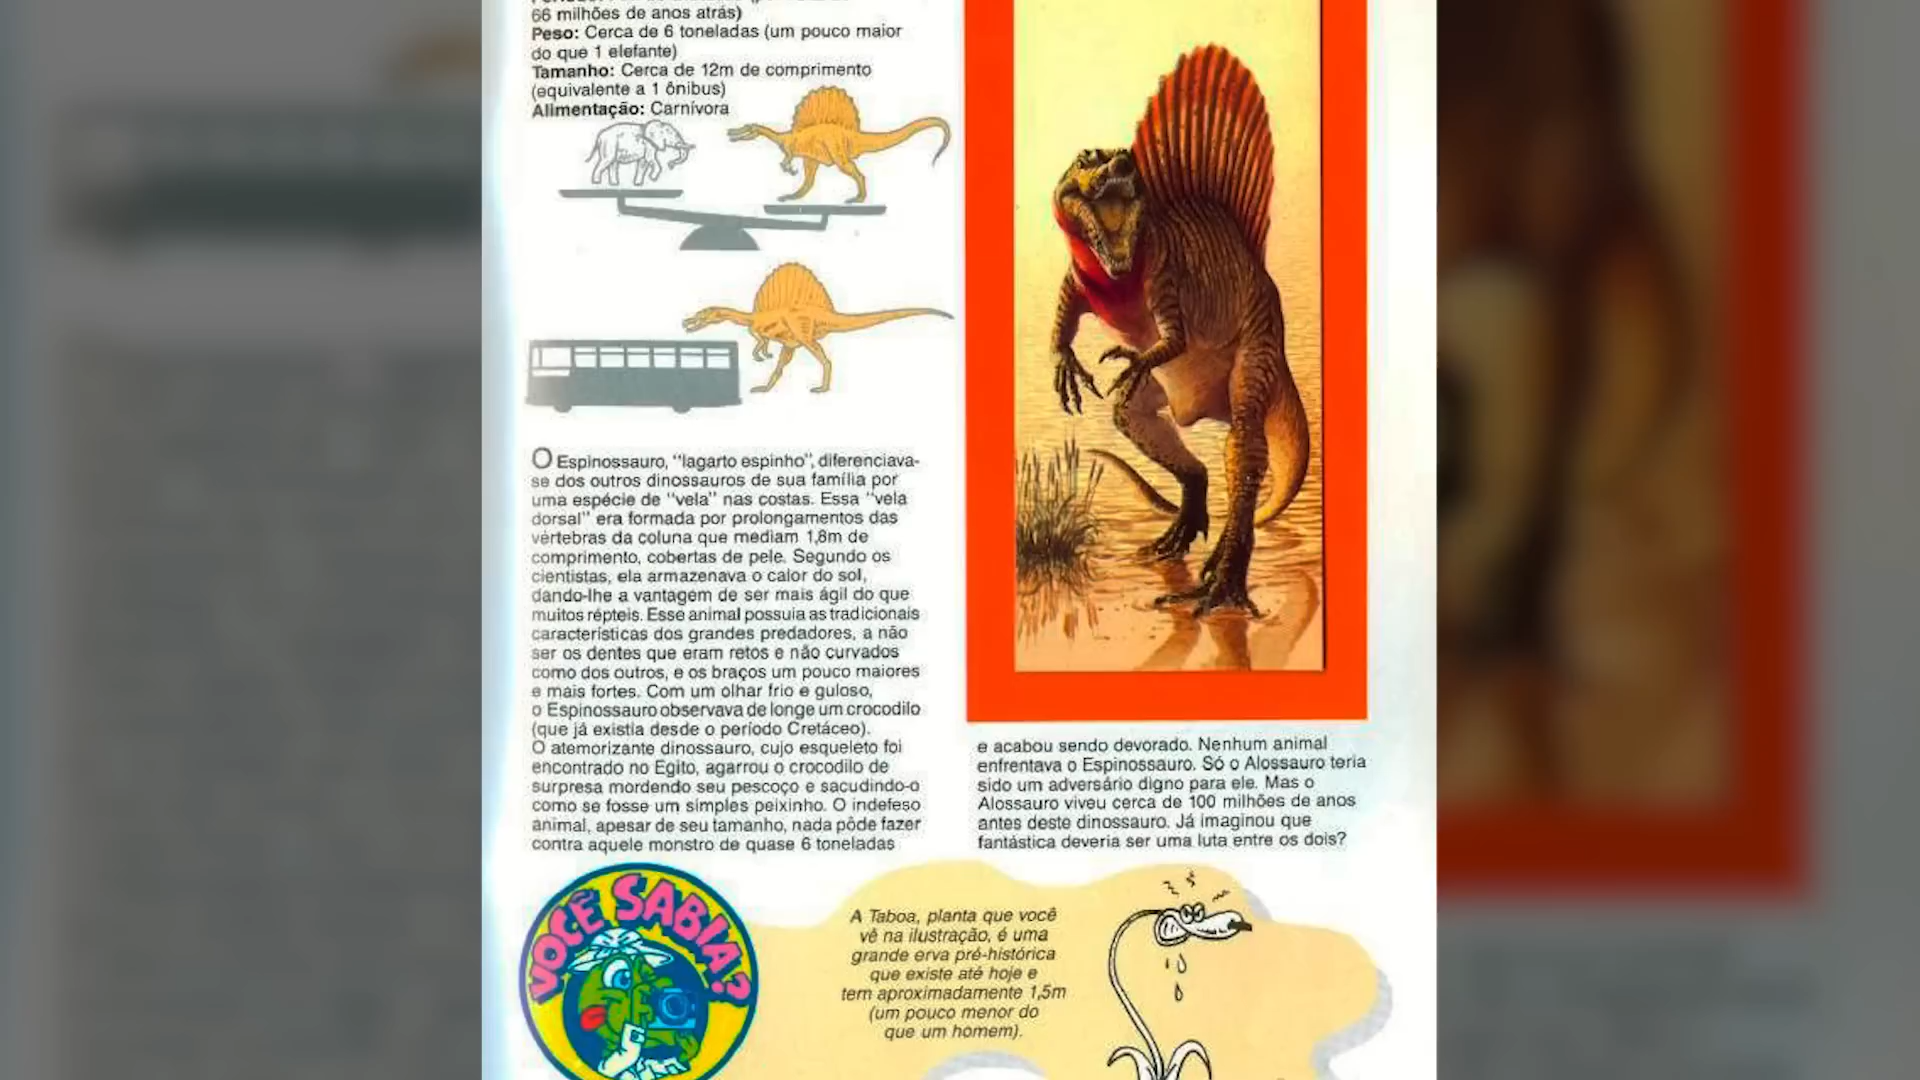 66 milhões de anos atrás)
Peso: Cerca de 6 toneladas (um pouco maior
do que 1 elefante)
Tamanho: Cerca de 12m de comprimento
(equivalente a 1 ônibus)
Alimentação: Carnívora
O Espinossauro, "lagarto espinho", diferenciava-
se dos outros dinossauros de sua família por
uma espécie de "vela" nas costas. Essa "vela
dorsal" era formada por prolongamentos das
vértebras da coluna que mediam 1,8m de
comprimento, cobertas de pele. Segundo os
cientistas, ela armazenava o calor do sol,
dando-lhe a vantagem de ser mais ágil do que
muitos répteis. Esse animal possuia as tradicionais
características dos grandes predadores, a não
ser os dentes que eram retos e não curvados
como dos outros, e os braços um pouco maiores
e mais fortes. Com um olhar frio e guloso,
o Espinossauro observava de longe um crocodilo
(que já existia desde o período Cretáceo).
O atemorizante dinossauro, cujo esqueleto foi
encontrado no Egito, agarrou o crocodilo de
surpresa mordendo seu pescoço e sacudindo-o
como se fosse um simples peixinho. O indefeso
animal, apesar de seu tamanho, nada pôde fazer
contra aquele monstro de quase 6 toneladas
e acabou sendo devorado. Nenhum animal
enfrentava o Espinossauro. Só o Alossauro teria
sido um adversário digno para ele. Mas o
Alossauro viveu cerca de 100 milhões de anos
antes deste dinossauro. Já imaginou que
fantástica deveria ser uma luta entre os dois?
VOCÊ SABIA?
A Taboa, planta que você
vê na ilustração, é uma
grande erva pré-histórica
que existe até hoje e
tem aproximadamente 1,5m
(um pouco menor do
que um homem).